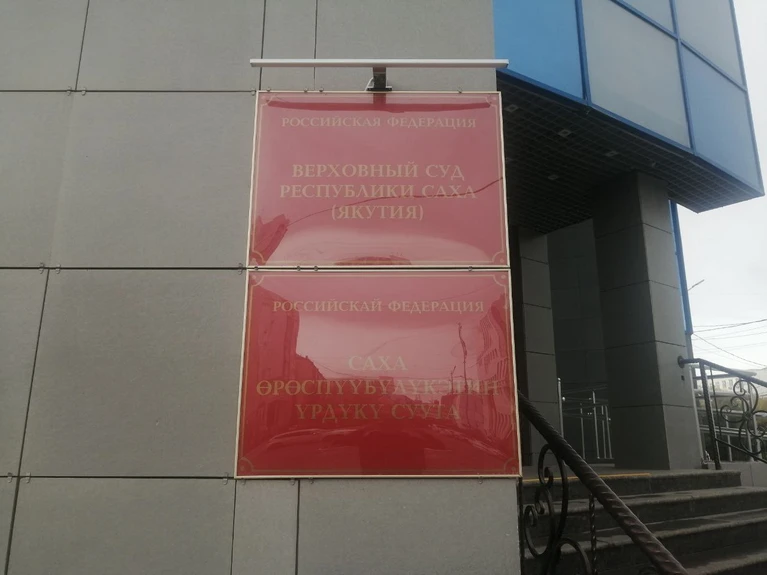 РОССИЙСКАЯ ФЕДЕРАЦИЯ
ВЕРХОВНЫЙ СУД
РЕСПУБЛИКИ САХА
(ЯКУТИЯ)
РОССИЙСКАЙ ФЕДЕРАЦИЯ
САХА
ӨРӨСПҮҮБҮЛҮКЭТИН
ҮРДҮКҮ СУУТА